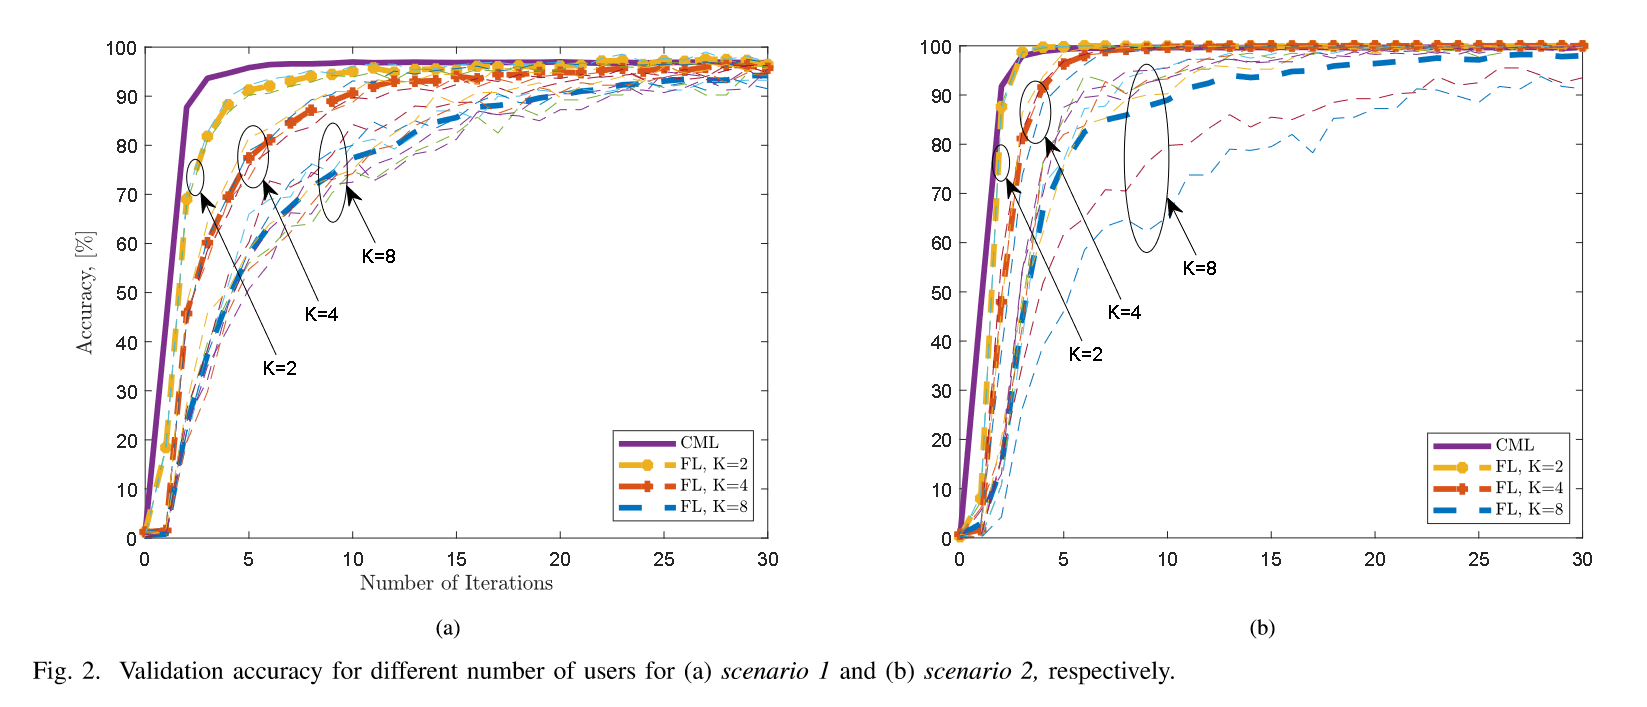 100
90
80
70
60
50
40
30
20
10
0
Accuracy, [%]
K=8
K=4
K=2
CML
FL, K=2
FL, K=4
FL, K=8
0 5 10 15 20 25 30
Number of Iterations
(a)
100
90
80
70
60
50
40
30
20
10
0
K=8
K=4
K=2
CML
FL, K=2
FL, K=4
FL, K=8
0 5 10 15 20 25 30
(b)
Fig. 2. Validation accuracy for different number of users for (a) scenario 1 and (b) scenario 2, respectively.